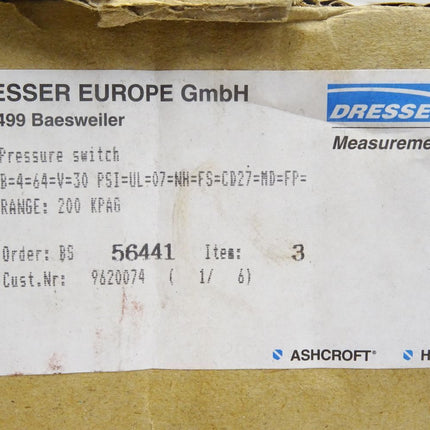 ESSER EUROPE GmbH
499 Baesweiler
DRESSE
Measureme
Pressure switch
B=4=64=V=30 PSI=UL=07=NH=FS=CD27=MD=FP=
RANGE: 200 KPAG
Order: BS 56441 Item: 3
Cust.Nr: 9620074 ( 1/ 6)
ASHCROFT® H